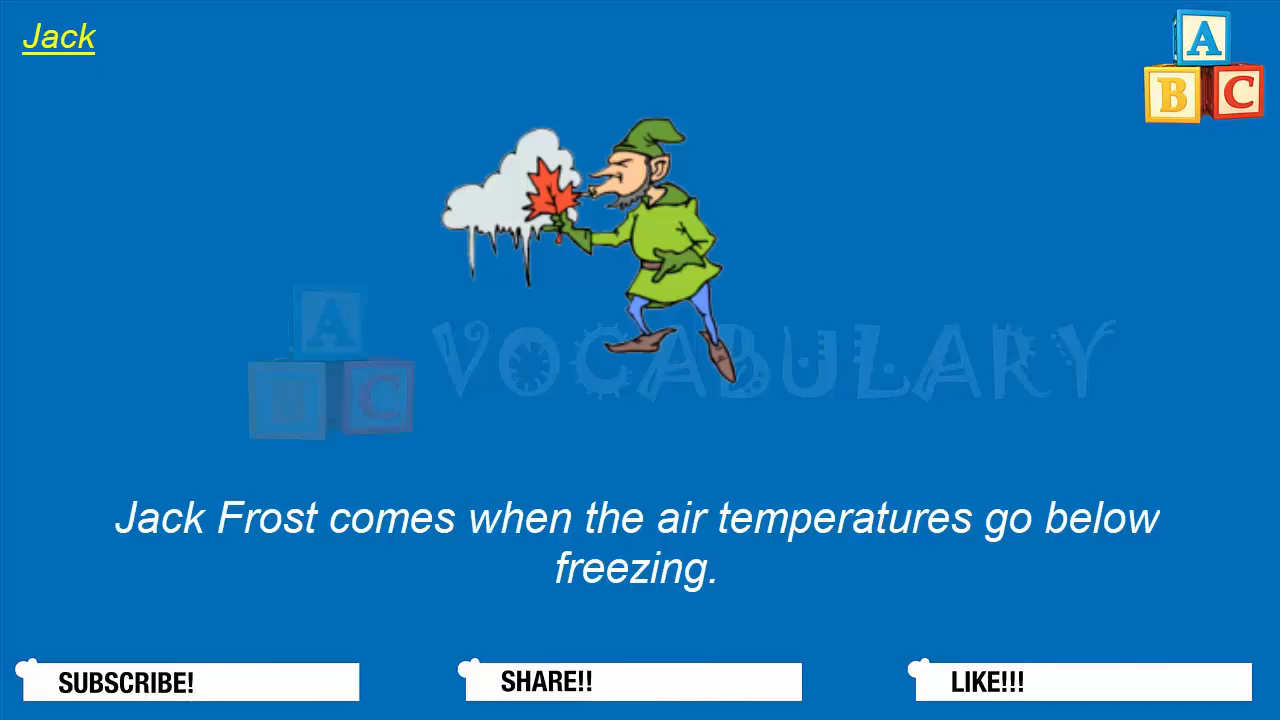 Jack
A
B C
A
B C
VOCABULARY
Jack Frost comes when the air temperatures go below
freezing.
SUBSCRIBE! SHARE!! LIKE!!!